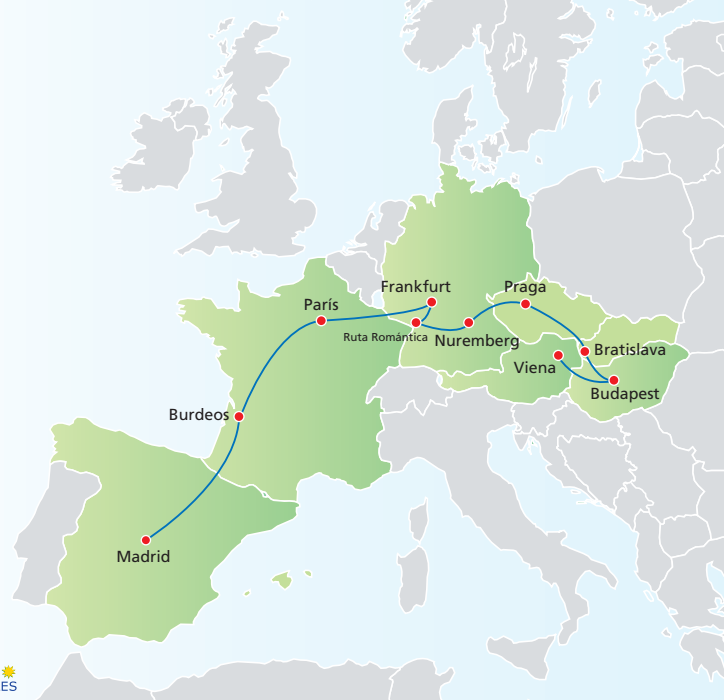 Frankfurt
Praga
París
Ruta Romántica
Nuremberg
Bratislava
Viena
Budapest
Burdeos
Madrid
ES